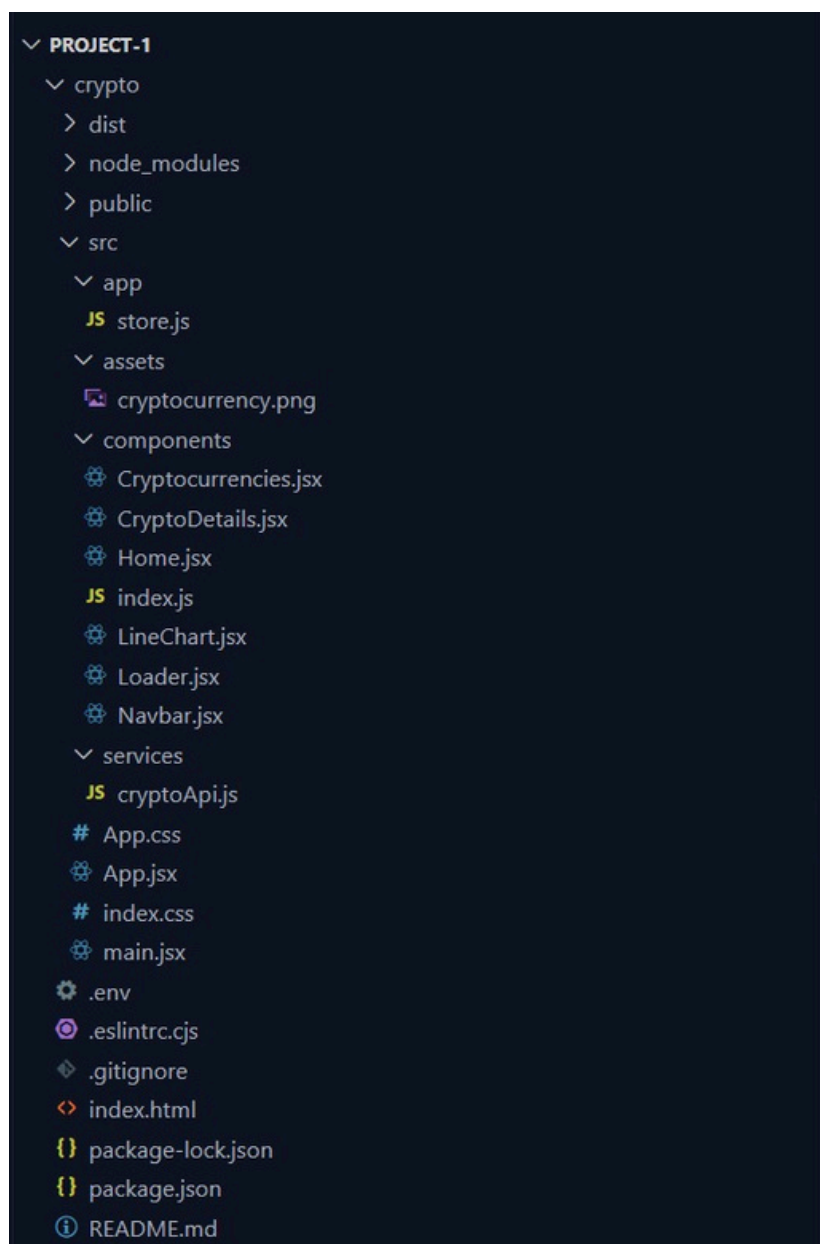 PROJECT-1
crypto
dist
node_modules
public
src
app
JS store.js
assets
cryptocurrency.png
components
Cryptocurrencies.jsx
CryptoDetails.jsx
Home.jsx
JS index.js
LineChart.jsx
Loader.jsx
Navbar.jsx
services
JS cryptoApi.js
# App.css
App.jsx
# index.css
main.jsx
.env
.eslintrc.cjs
.gitignore
<> index.html
{} package-lock.json
{} package.json
README.md